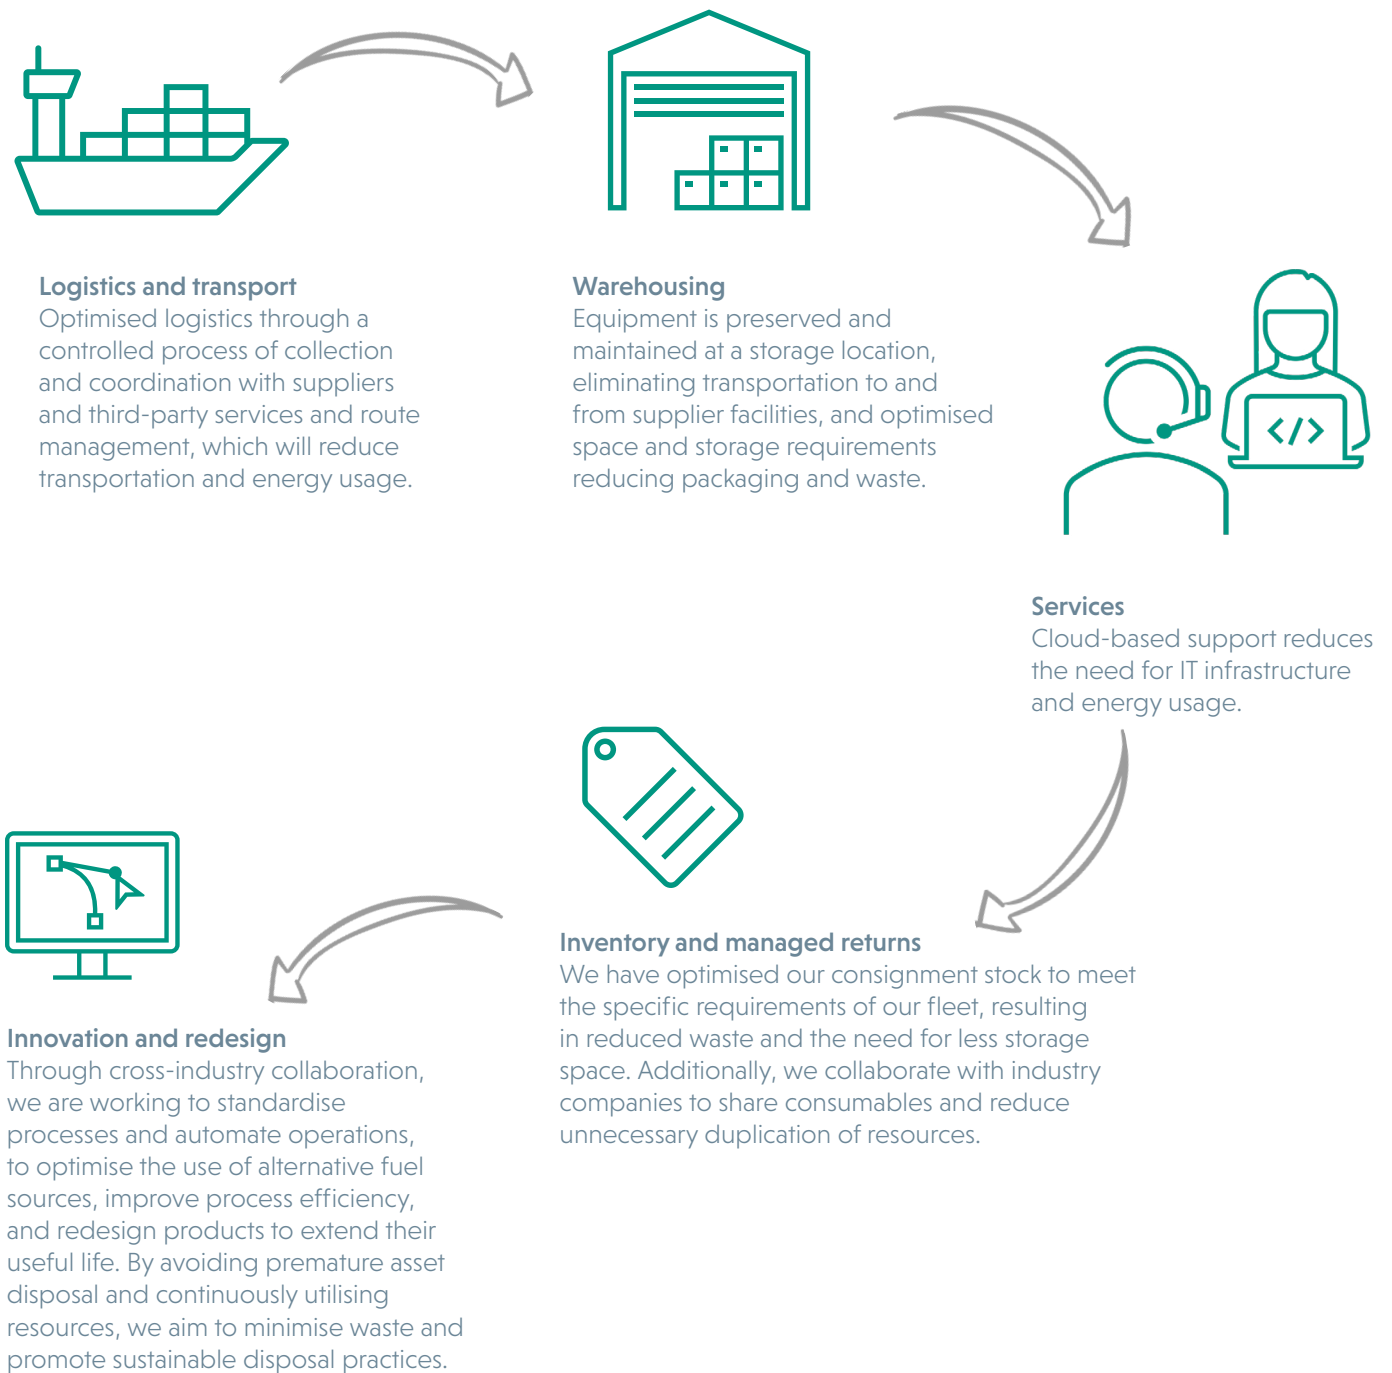 Logistics and transport
Optimised logistics through a
controlled process of collection
and coordination with suppliers
and third-party services and route
management, which will reduce
transportation and energy usage.
Warehousing
Equipment is preserved and
maintained at a storage location,
eliminating transportation to and
from supplier facilities, and optimised
space and storage requirements
reducing packaging and waste.
</>
Services
Cloud-based support reduces
the need for IT infrastructure
and energy usage.
Inventory and managed returns
We have optimised our consignment stock to meet
the specific requirements of our fleet, resulting
in reduced waste and the need for less storage
space. Additionally, we collaborate with industry
companies to share consumables and reduce
unnecessary duplication of resources.
Innovation and redesign
Through cross-industry collaboration,
we are working to standardise
processes and automate operations,
to optimise the use of alternative fuel
sources, improve process efficiency,
and redesign products to extend their
useful life. By avoiding premature asset
disposal and continuously utilising
resources, we aim to minimise waste and
promote sustainable disposal practices.